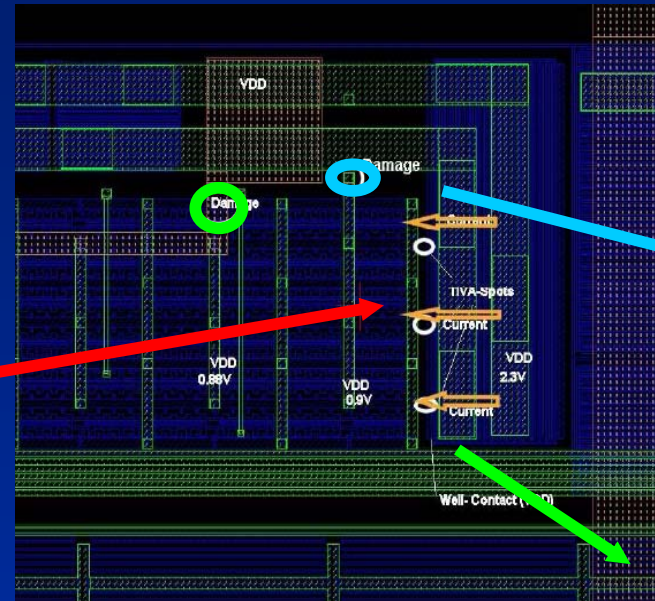 VDD
Damage
Damage
Current
TIVA-Spots
Current
VDD
0.88V
VDD
2.3V
VDD
0.9V
Current
Well- Contact (VDD)